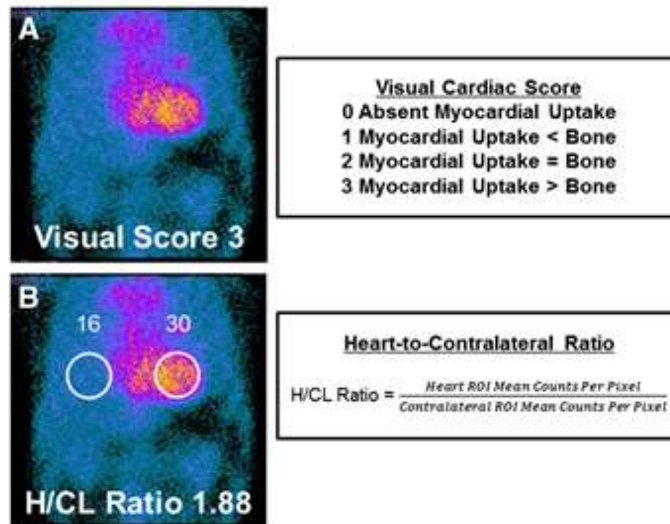 A
Visual Score 3
Visual Cardiac Score
0 Absent Myocardial Uptake
1 Myocardial Uptake < Bone
2 Myocardial Uptake = Bone
3 Myocardial Uptake > Bone
B
16 30
H/CL Ratio 1.88
Heart-to-Contralateral Ratio
H/CL Ratio = Heart ROI Mean Counts Per Pixel
Contralateral ROI Mean Counts Per Pixel